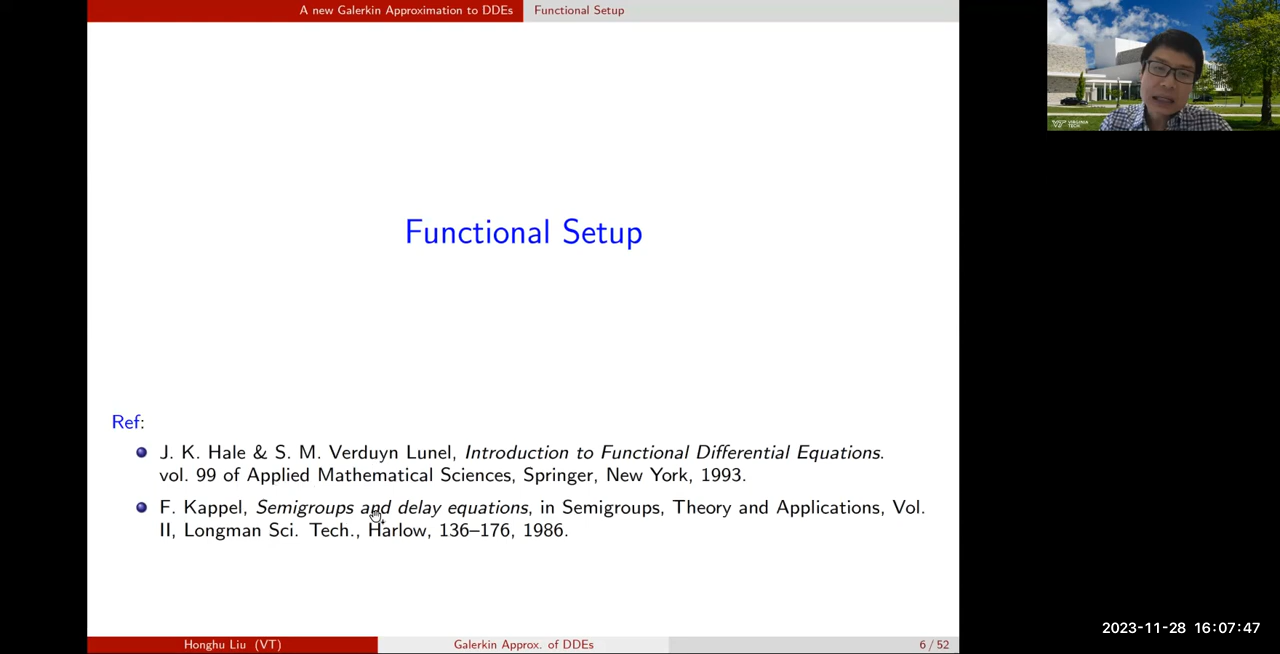 A new Galerkin Approximation to DDEs Functional Setup
Functional Setup
Ref:
J. K. Hale & S. M. Verduyn Lunel, Introduction to Functional Differential Equations.
vol. 99 of Applied Mathematical Sciences, Springer, New York, 1993.
F. Kappel, Semigroups and delay equations, in Semigroups, Theory and Applications, Vol.
II, Longman Sci. Tech., Harlow, 136–176, 1986.
Honghu Liu (VT) Galerkin Approx. of DDEs 6 / 52
VIRGINIA
TECH
2023-11-28 16:07:47